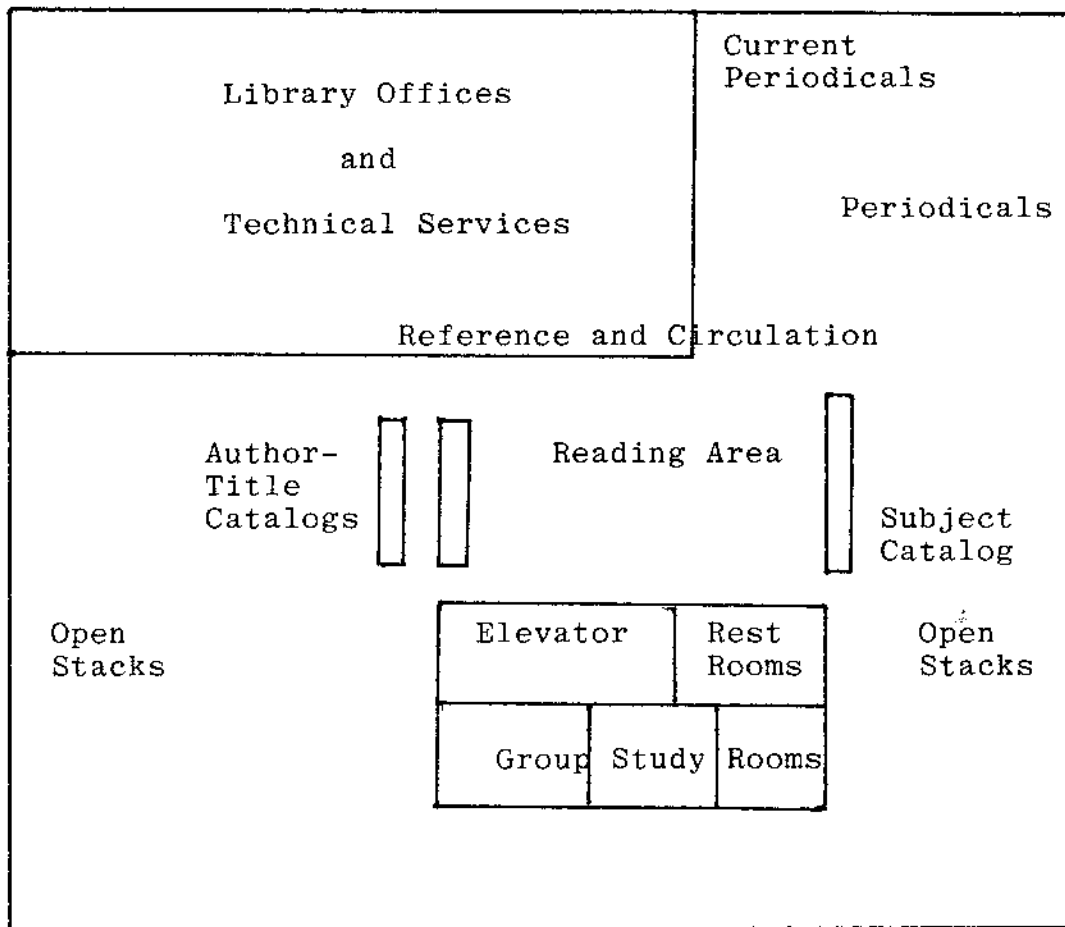 Current
Periodicals
Library Offices
and
Technical Services
Periodicals
Reference and Circulation
Author-
Title
Catalogs
Reading Area
Subject
Catalog
Open
Stacks
Elevator
Rest
Rooms
Open
Stacks
Group Study Rooms